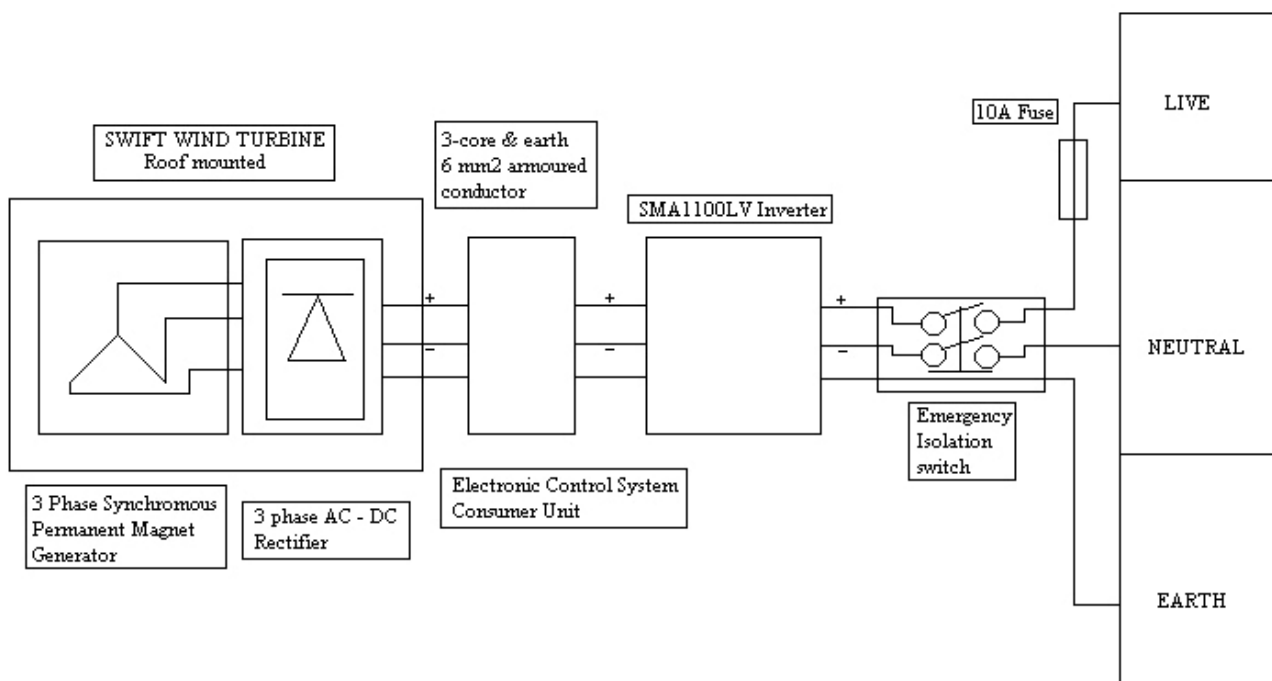 SWIFT WIND TURBINE
Roof mounted
3-core & earth
6 mm2 armoured
conductor
SMA1100LV Inverter
10A Fuse
LIVE
NEUTRAL
EARTH
+
−
+
−
+
−
Emergency
Isolation
switch
3 Phase Synchromous
Permanent Magnet
Generator
3 phase AC - DC
Rectifier
Electronic Control System
Consumer Unit